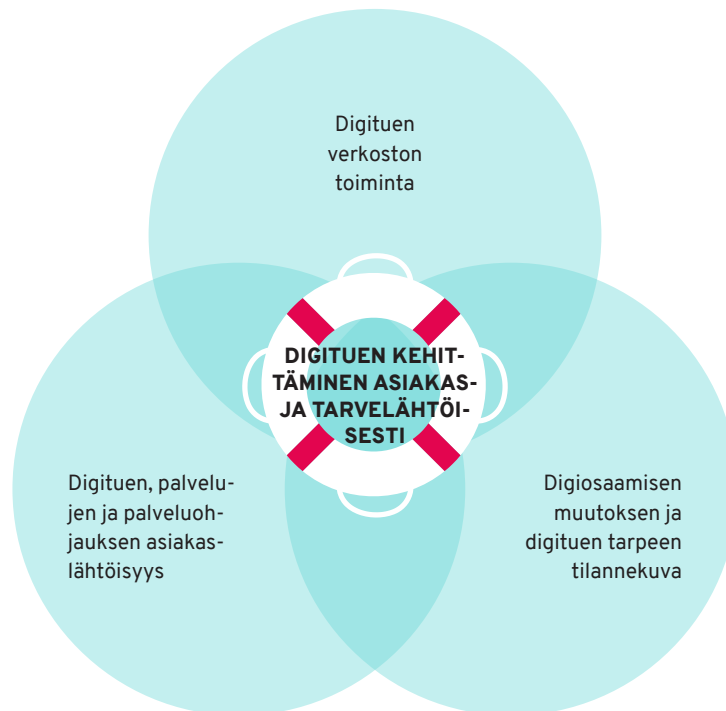 Digituen
verkoston
toiminta
DIGITUEN KEHIT-
TÄMINEN ASIAKAS-
JA TARVELÄHTÖI-
SESTI
Digituen, palvelu-
jen ja palveluoh-
jauksen asiakas-
lähtöisyys
Digiosaamisen
muutoksen ja
digituen tarpeen
tilannekuva